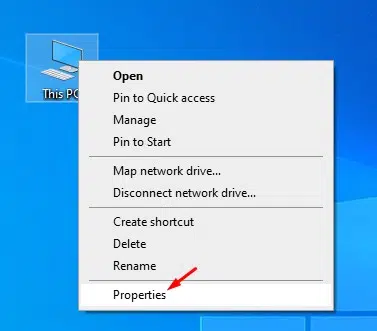 This PC
Open
Pin to Quick access
Manage
Pin to Start
Map network drive...
Disconnect network drive...
Create shortcut
Delete
Rename
Properties